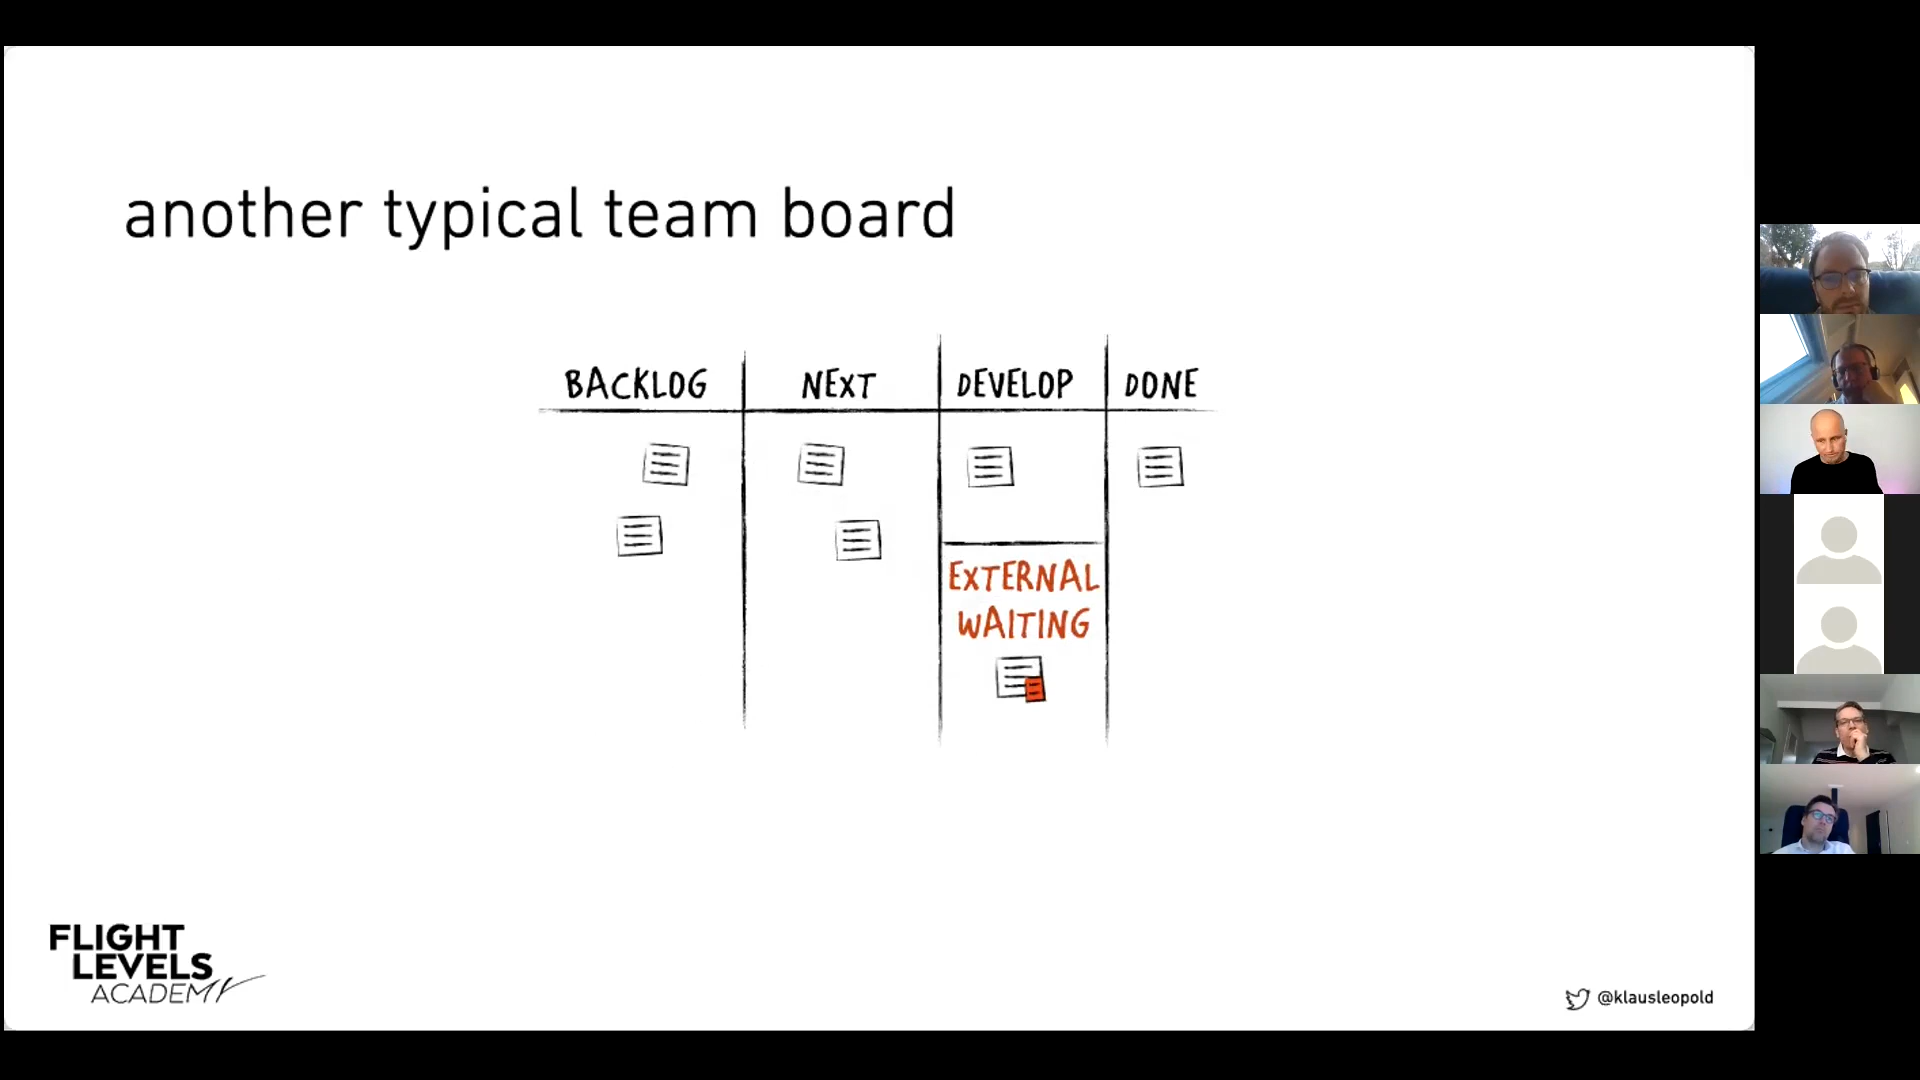 another typical team board
BACKLOG NEXT DEVELOP DONE
EXTERNAL
WAITING
FLIGHT
LEVELS
ACADEMY
@klausleopold